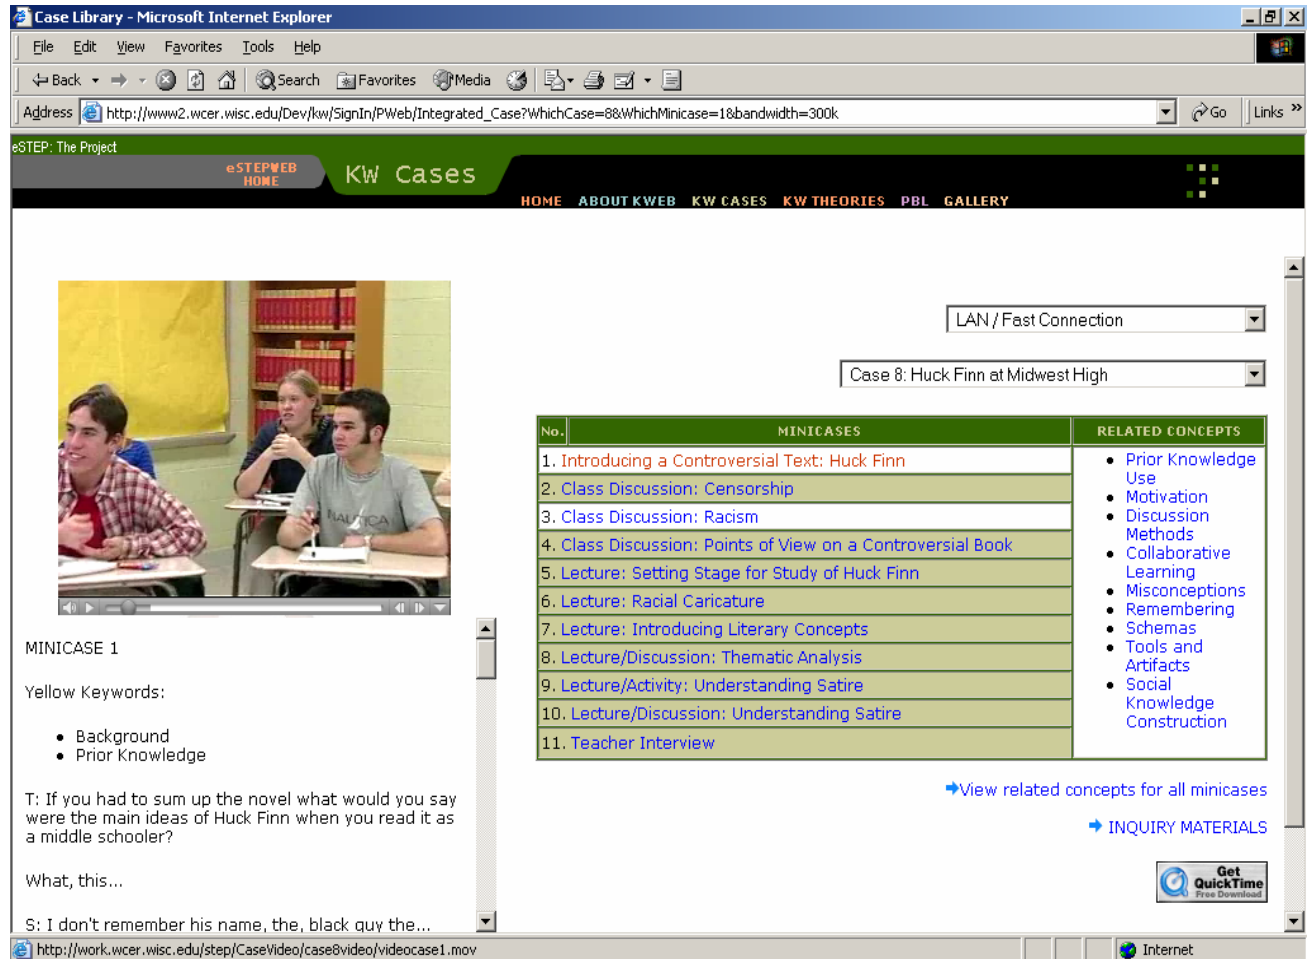 Case Library - Microsoft Internet Explorer
File Edit View Favorites Tools Help
Back Search Favorites Media
Address http://www2.wcer.wisc.edu/Dev/kw/SignIn/PWeb/Integrated_Case?WhichCase=8&WhichMinicase=1&bandwidth=300k Go Links »
eSTEP: The Project
eSTEPWEB
HOME
KW Cases
HOME ABOUT KWEB KW CASES KW THEORIES PBL GALLERY
LAN / Fast Connection
Case 8: Huck Finn at Midwest High
NAUTICA
No. MINICASES RELATED CONCEPTS
1. Introducing a Controversial Text: Huck Finn
2. Class Discussion: Censorship
3. Class Discussion: Racism
4. Class Discussion: Points of View on a Controversial Book
5. Lecture: Setting Stage for Study of Huck Finn
6. Lecture: Racial Caricature
7. Lecture: Introducing Literary Concepts
8. Lecture/Discussion: Thematic Analysis
9. Lecture/Activity: Understanding Satire
10. Lecture/Discussion: Understanding Satire
11. Teacher Interview
• Prior Knowledge
Use
• Motivation
• Discussion
Methods
• Collaborative
Learning
• Misconceptions
• Remembering
• Schemas
• Tools and
Artifacts
• Social
Knowledge
Construction
View related concepts for all minicases
INQUIRY MATERIALS
Get
QuickTime
Free Download
MINICASE 1
Yellow Keywords:
• Background
• Prior Knowledge
T: If you had to sum up the novel what would you say
were the main ideas of Huck Finn when you read it as
a middle schooler?
What, this...
S: I don't remember his name, the, black guy the...
http://work.wcer.wisc.edu/step/CaseVideo/case8video/videocase1.mov Internet